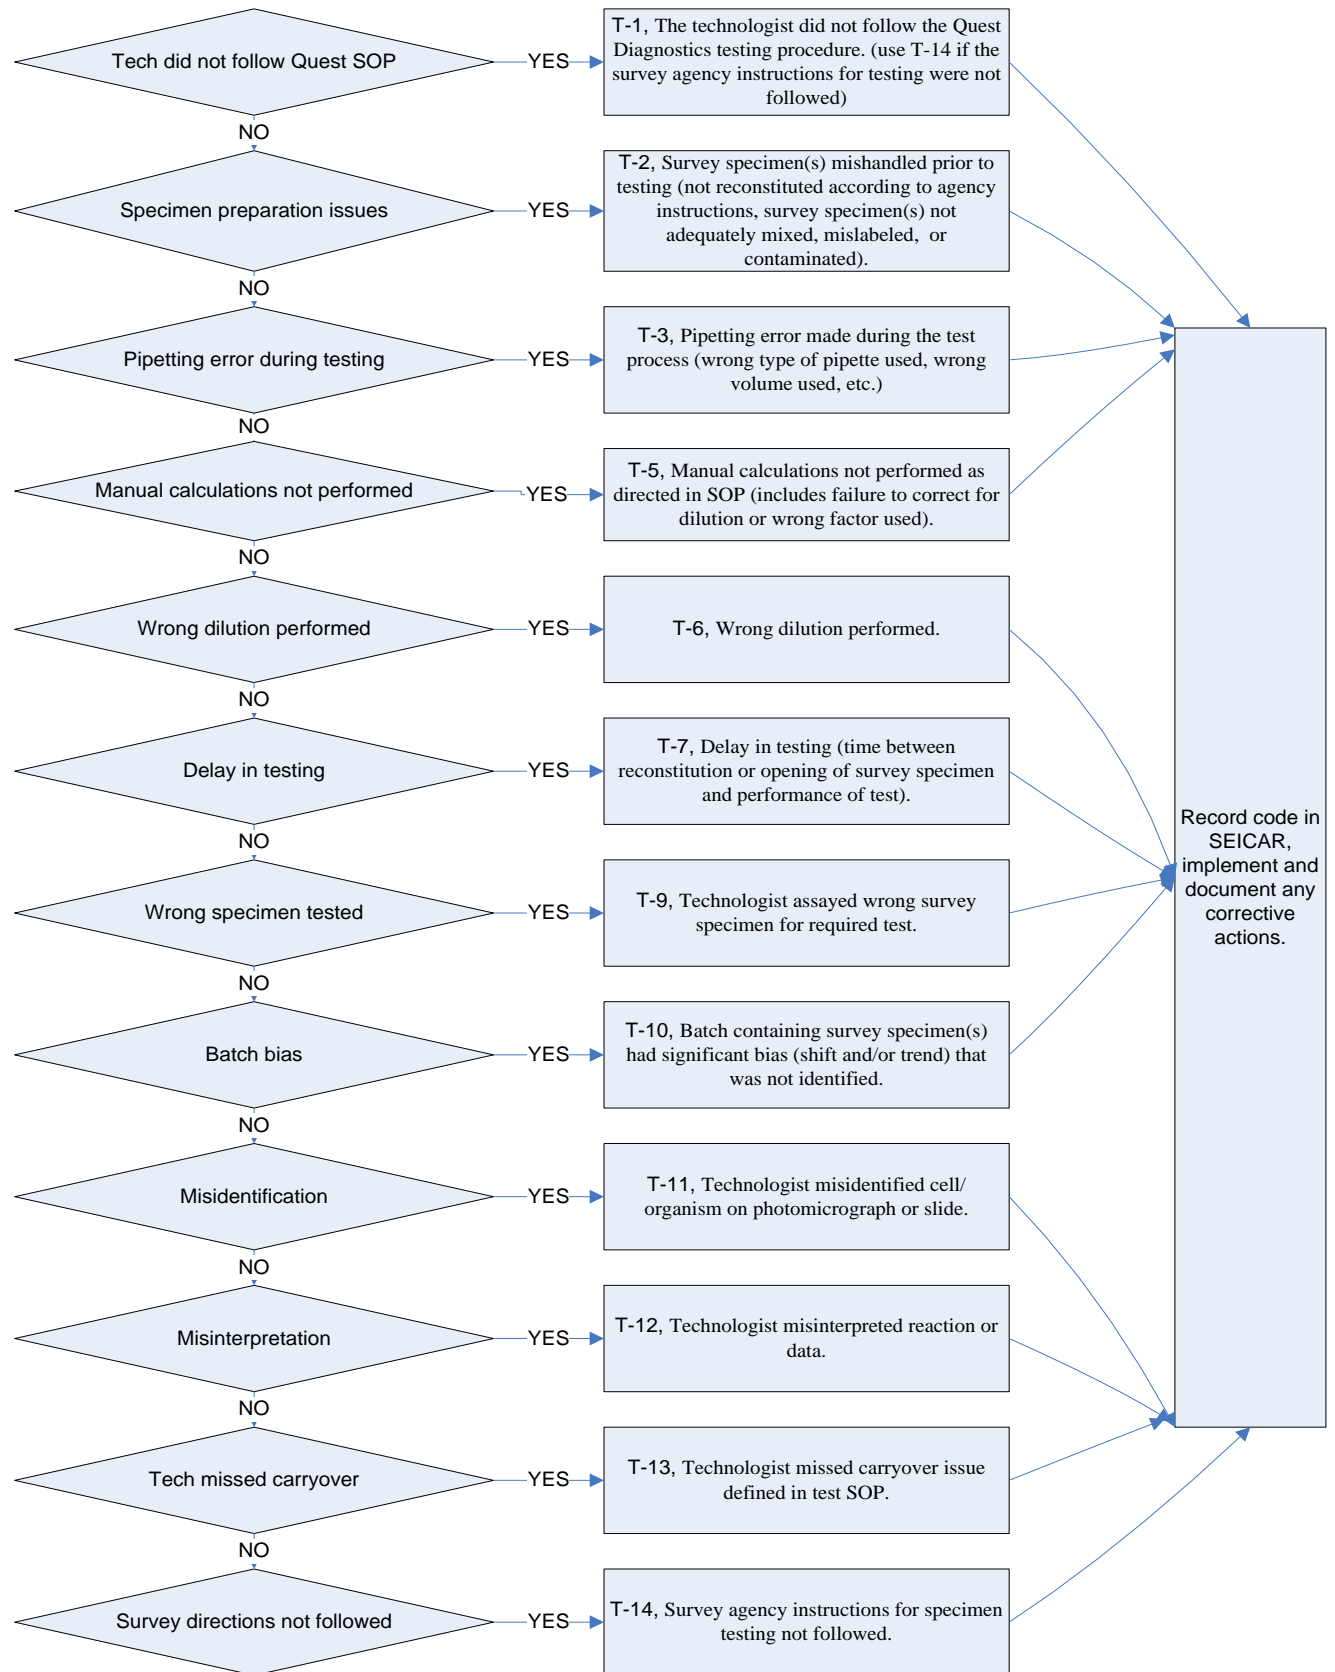 Tech did not follow Quest SOP
YES
T-1, The technologist did not follow the Quest
Diagnostics testing procedure. (use T-14 if the
survey agency instructions for testing were not
followed)
NO
Specimen preparation issues
YES
T-2, Survey specimen(s) mishandled prior to
testing (not reconstituted according to agency
instructions, survey specimen(s) not
adequately mixed, mislabeled,  or
contaminated).
NO
Pipetting error during testing
YES
T-3, Pipetting error made during the test
process (wrong type of pipette used, wrong
volume used, etc.)
NO
Manual calculations not performed
YES
T-5, Manual calculations not performed as
directed in SOP (includes failure to correct for
dilution or wrong factor used).
NO
Wrong dilution performed
YES
T-6, Wrong dilution performed.
NO
Delay in testing
YES
T-7, Delay in testing (time between
reconstitution or opening of survey specimen
and performance of test).
Record code in
SEICAR,
implement and
document any
corrective
actions.
NO
Wrong specimen tested
YES
T-9, Technologist assayed wrong survey
specimen for required test.
NO
Batch bias
YES
T-10, Batch containing survey specimen(s)
had significant bias (shift and/or trend) that
was not identified.
NO
Misidentification
YES
T-11, Technologist misidentified cell/
organism on photomicrograph or slide.
NO
Misinterpretation
YES
T-12, Technologist misinterpreted reaction or
data.
NO
Tech missed carryover
YES
T-13, Technologist missed carryover issue
defined in test SOP.
NO
Survey directions not followed
YES
T-14, Survey agency instructions for specimen
testing not followed.